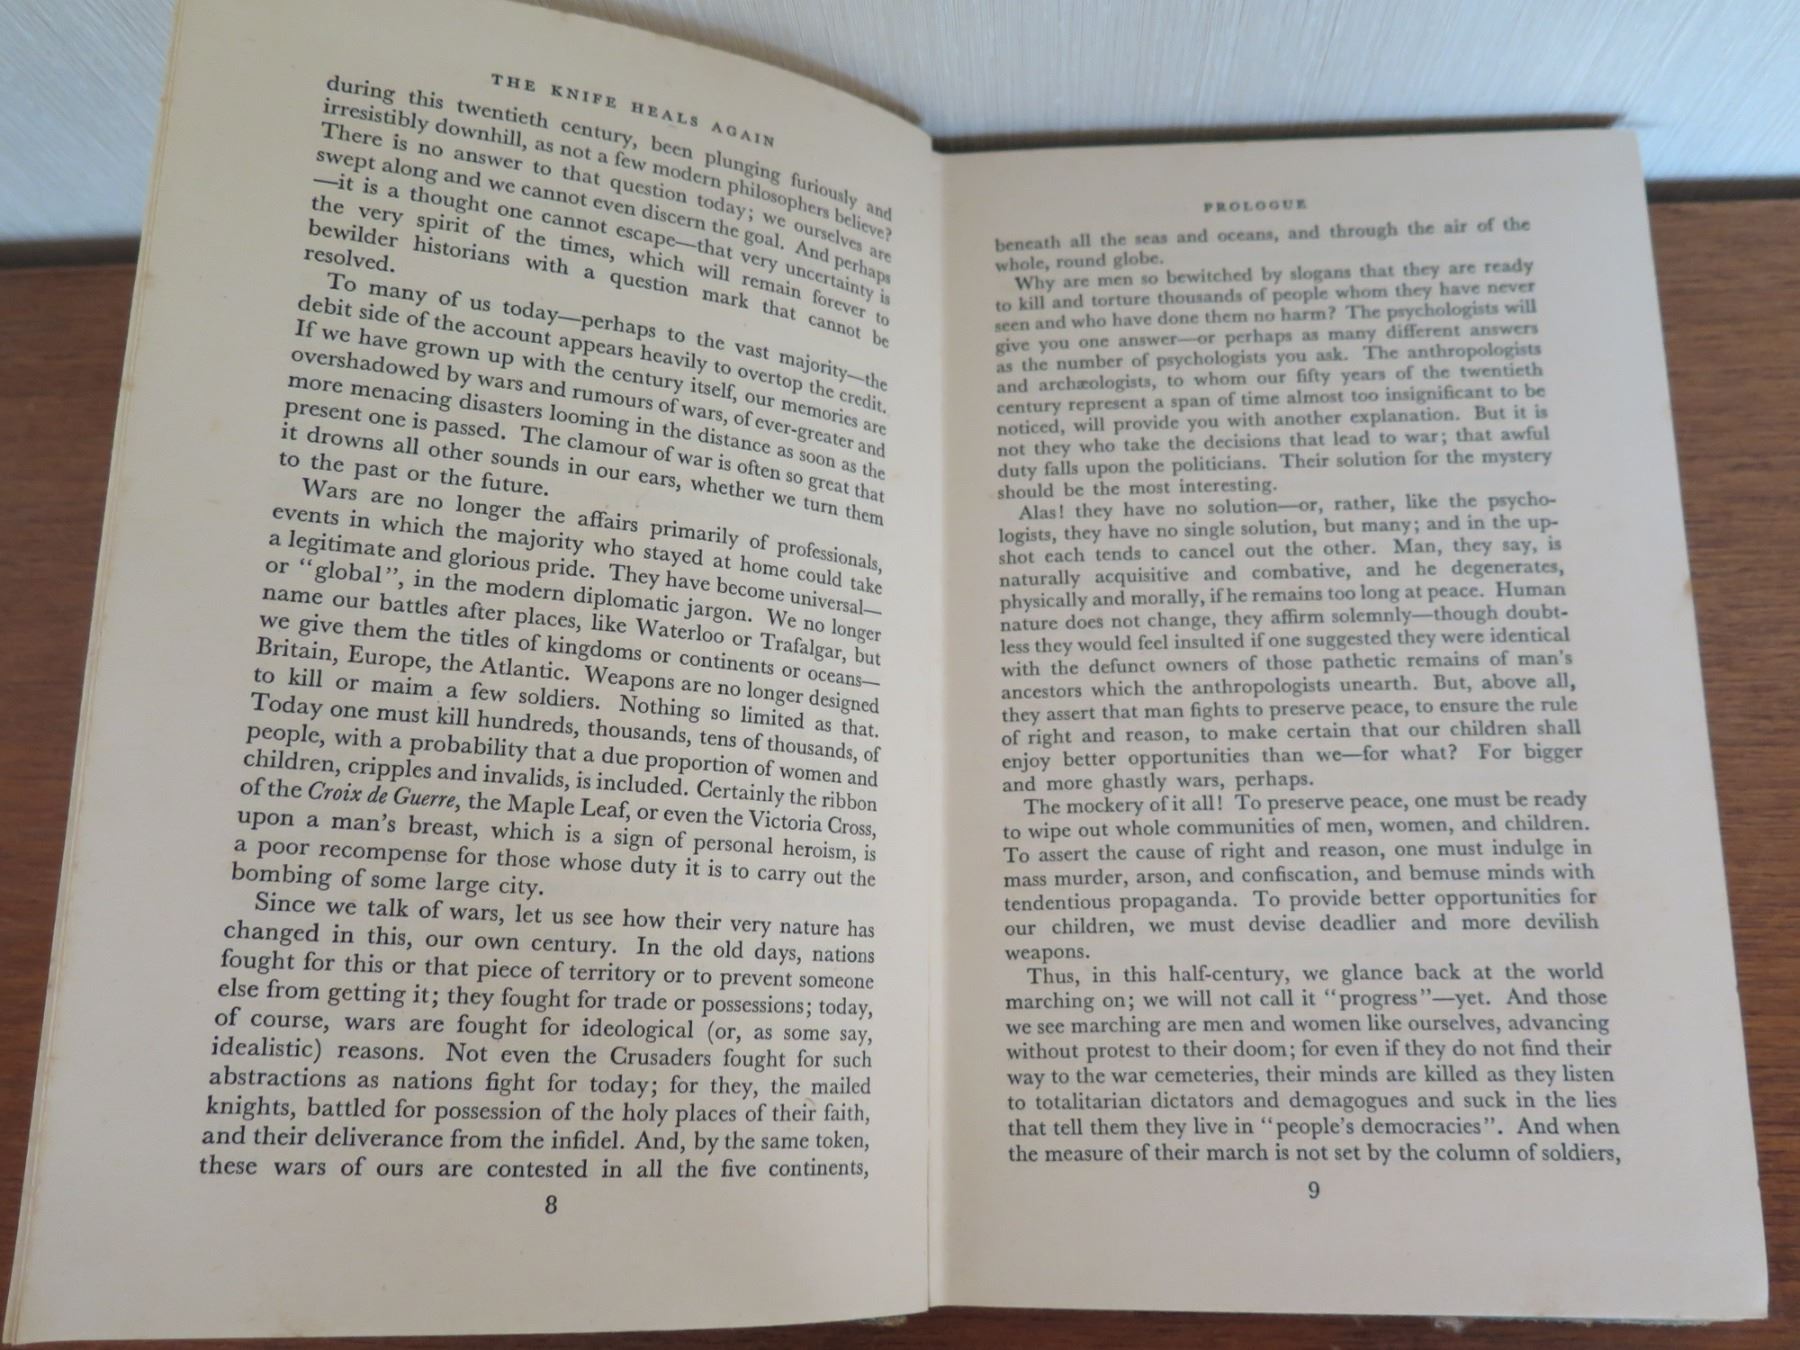 THE KNIFE HEALS AGAIN
during this twentieth century, been plunging furiously and
irresistibly downhill, as not a few modern philosophers believe?
There is no answer to that question today; we ourselves are
swept along and we cannot even discern the goal. And perhaps
—it is a thought one cannot escape—that very uncertainty is
the very spirit of the times, which will remain forever to
bewilder historians with a question mark that cannot be
resolved.
To many of us today—perhaps to the vast majority—the
debit side of the account appears heavily to overtop the credit.
If we have grown up with the century itself, our memories are
overshadowed by wars and rumours of wars, of ever-greater and
more menacing disasters looming in the distance as soon as the
present one is passed. The clamour of war is often so great that
it drowns all other sounds in our ears, whether we turn them
to the past or the future.
Wars are no longer the affairs primarily of professionals,
events in which the majority who stayed at home could take
a legitimate and glorious pride. They have become universal—
or "global", in the modern diplomatic jargon. We no longer
name our battles after places, like Waterloo or Trafalgar, but
we give them the titles of kingdoms or continents or oceans—
Britain, Europe, the Atlantic. Weapons are no longer designed
to kill or maim a few soldiers. Nothing so limited as that.
Today one must kill hundreds, thousands, tens of thousands, of
people, with a probability that a due proportion of women and
children, cripples and invalids, is included. Certainly the ribbon
of the Croix de Guerre, the Maple Leaf, or even the Victoria Cross,
upon a man's breast, which is a sign of personal heroism, is
a poor recompense for those whose duty it is to carry out the
bombing of some large city.
Since we talk of wars, let us see how their very nature has
changed in this, our own century. In the old days, nations
fought for this or that piece of territory or to prevent someone
else from getting it; they fought for trade or possessions; today,
of course, wars are fought for ideological (or, as some say,
idealistic) reasons. Not even the Crusaders fought for such
abstractions as nations fight for today; for they, the mailed
knights, battled for possession of the holy places of their faith,
and their deliverance from the infidel. And, by the same token,
these wars of ours are contested in all the five continents,
8
PROLOGUE
beneath all the seas and oceans, and through the air of the
whole, round globe.
Why are men so bewitched by slogans that they are ready
to kill and torture thousands of people whom they have never
seen and who have done them no harm? The psychologists will
give you one answer—or perhaps as many different answers
as the number of psychologists you ask. The anthropologists
and archæologists, to whom our fifty years of the twentieth
century represent a span of time almost too insignificant to be
noticed, will provide you with another explanation. But it is
not they who take the decisions that lead to war; that awful
duty falls upon the politicians. Their solution for the mystery
should be the most interesting.
Alas! they have no solution—or, rather, like the psycho-
logists, they have no single solution, but many; and in the up-
shot each tends to cancel out the other. Man, they say, is
naturally acquisitive and combative, and he degenerates,
physically and morally, if he remains too long at peace. Human
nature does not change, they affirm solemnly—though doubt-
less they would feel insulted if one suggested they were identical
with the defunct owners of those pathetic remains of man's
ancestors which the anthropologists unearth. But, above all,
they assert that man fights to preserve peace, to ensure the rule
of right and reason, to make certain that our children shall
enjoy better opportunities than we—for what? For bigger
and more ghastly wars, perhaps.
The mockery of it all! To preserve peace, one must be ready
to wipe out whole communities of men, women, and children.
To assert the cause of right and reason, one must indulge in
mass murder, arson, and confiscation, and bemuse minds with
tendentious propaganda. To provide better opportunities for
our children, we must devise deadlier and more devilish
weapons.
Thus, in this half-century, we glance back at the world
marching on; we will not call it "progress"—yet. And those
we see marching are men and women like ourselves, advancing
without protest to their doom; for even if they do not find their
way to the war cemeteries, their minds are killed as they listen
to totalitarian dictators and demagogues and suck in the lies
that tell them they live in "people's democracies". And when
the measure of their march is not set by the column of soldiers,
9